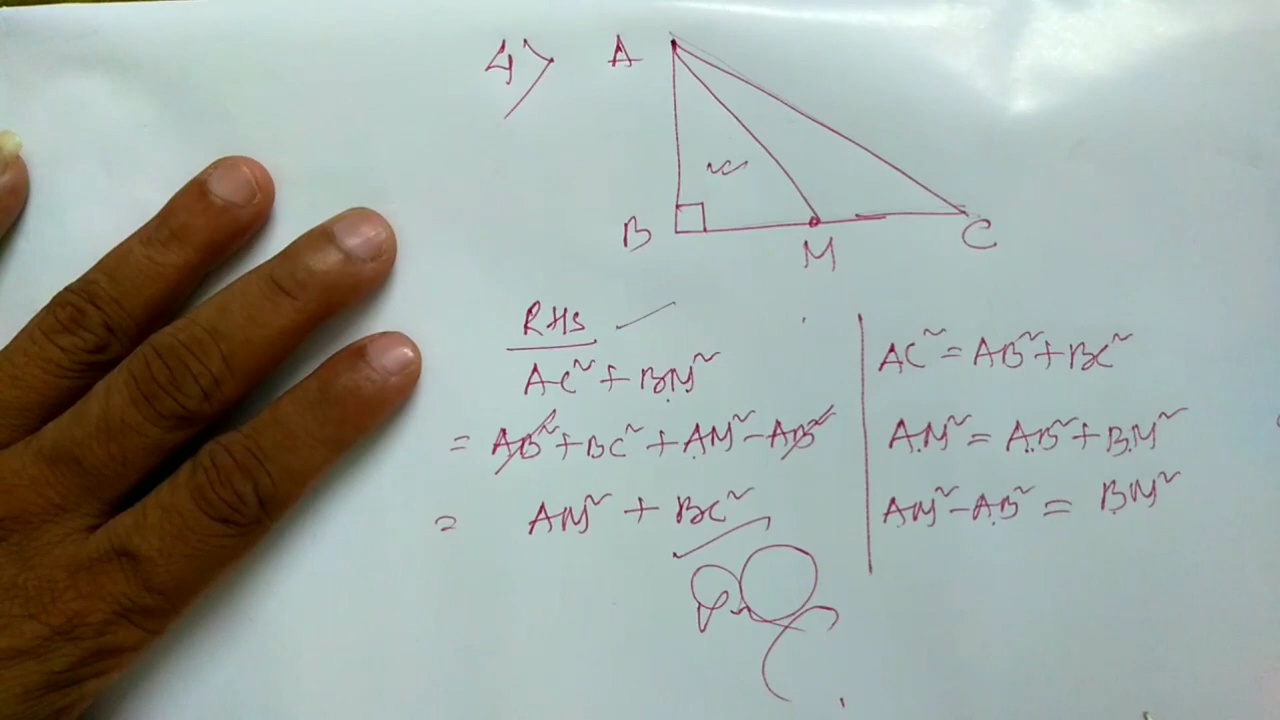 4>
A
B
M
C
RHS
AC² + BM²
= AB² + BC² + AM² - AB²
= AM² + BC²
AC² = AB² + BC²
AM² = AB² + BM²
AM² - AB² = BM²